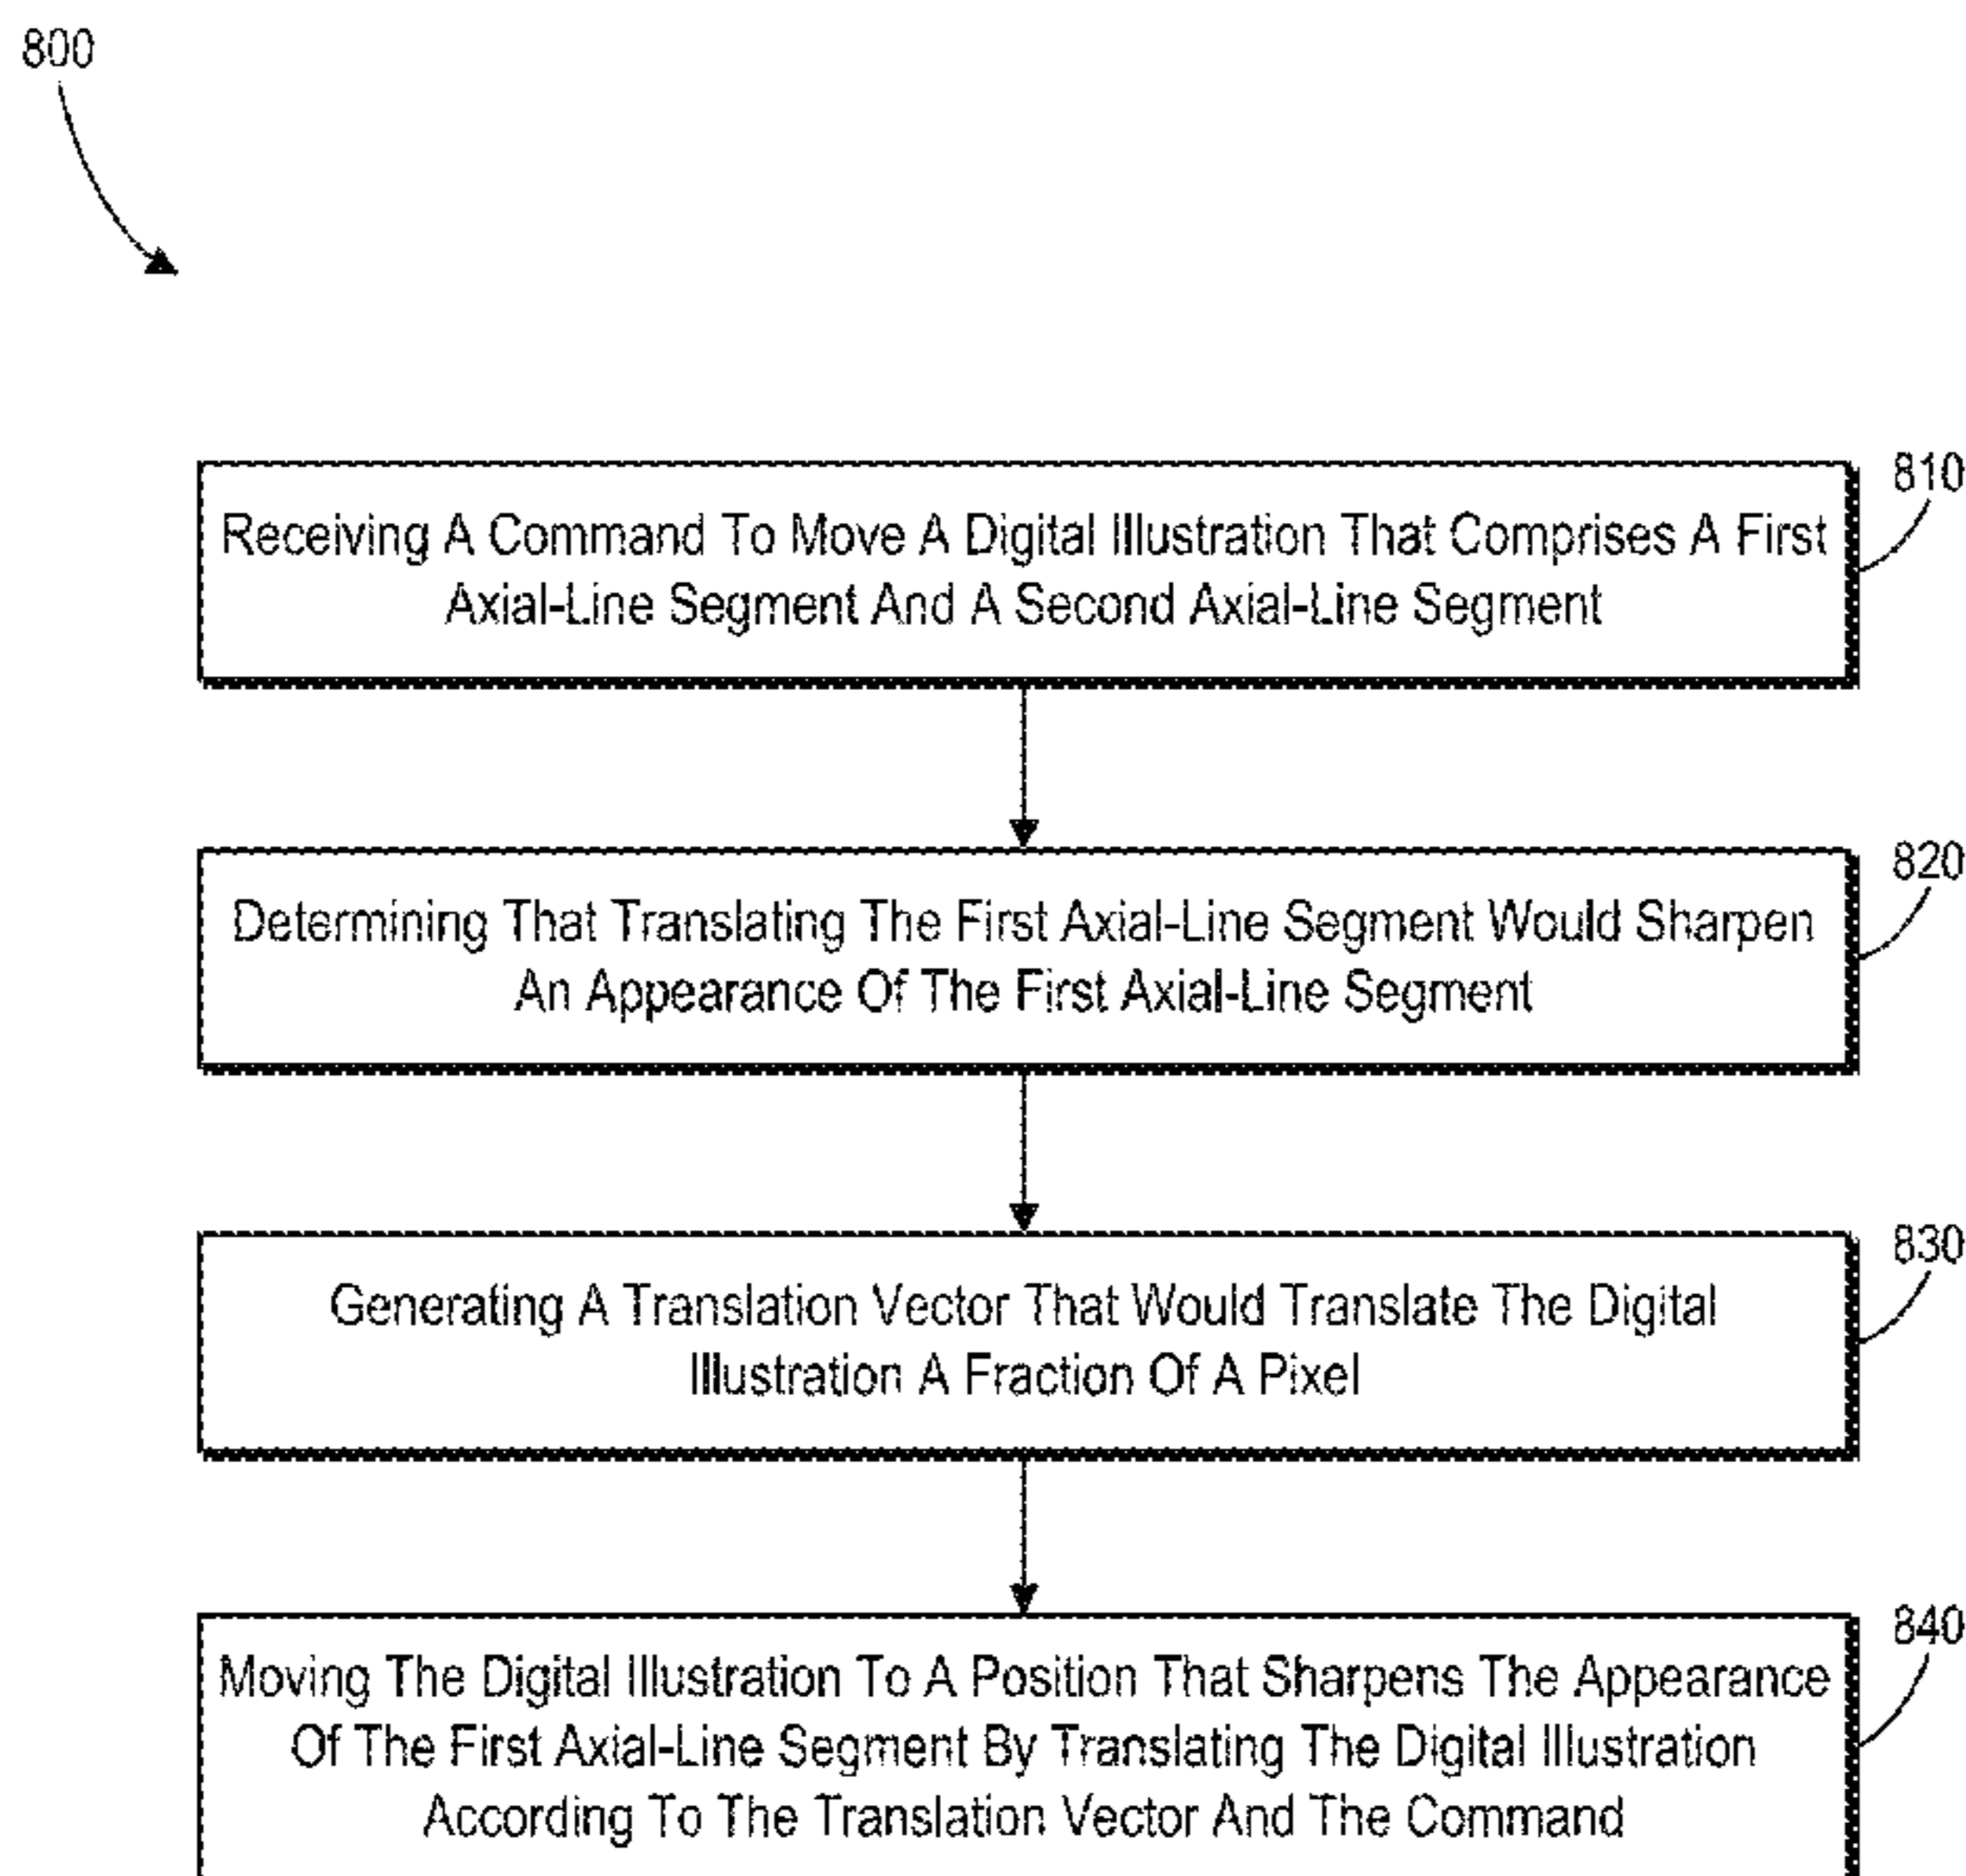 800
810
Receiving A Command To Move A Digital Illustration That Comprises A First
Axial-Line Segment And A Second Axial-Line Segment
820
Determining That Translating The First Axial-Line Segment Would Sharpen
An Appearance Of The First Axial-Line Segment
830
Generating A Translation Vector That Would Translate The Digital
Illustration A Fraction Of A Pixel
840
Moving The Digital Illustration To A Position That Sharpens The Appearance
Of The First Axial-Line Segment By Translating The Digital Illustration
According To The Translation Vector And The Command